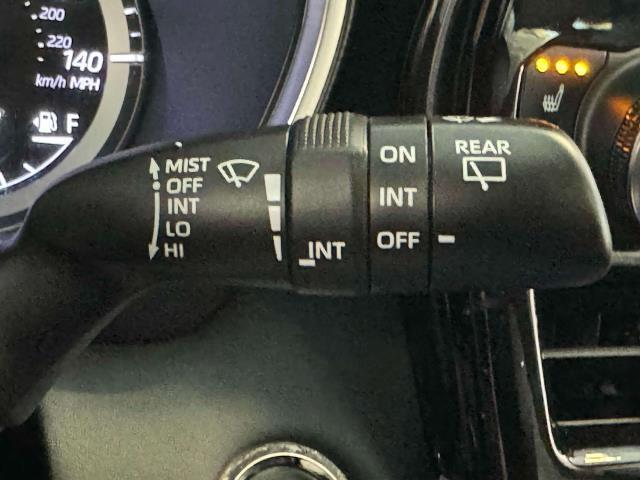 200
220
140
km/h MPH
F
MIST
OFF
INT
LO
HI
INT
ON
INT
OFF
REAR